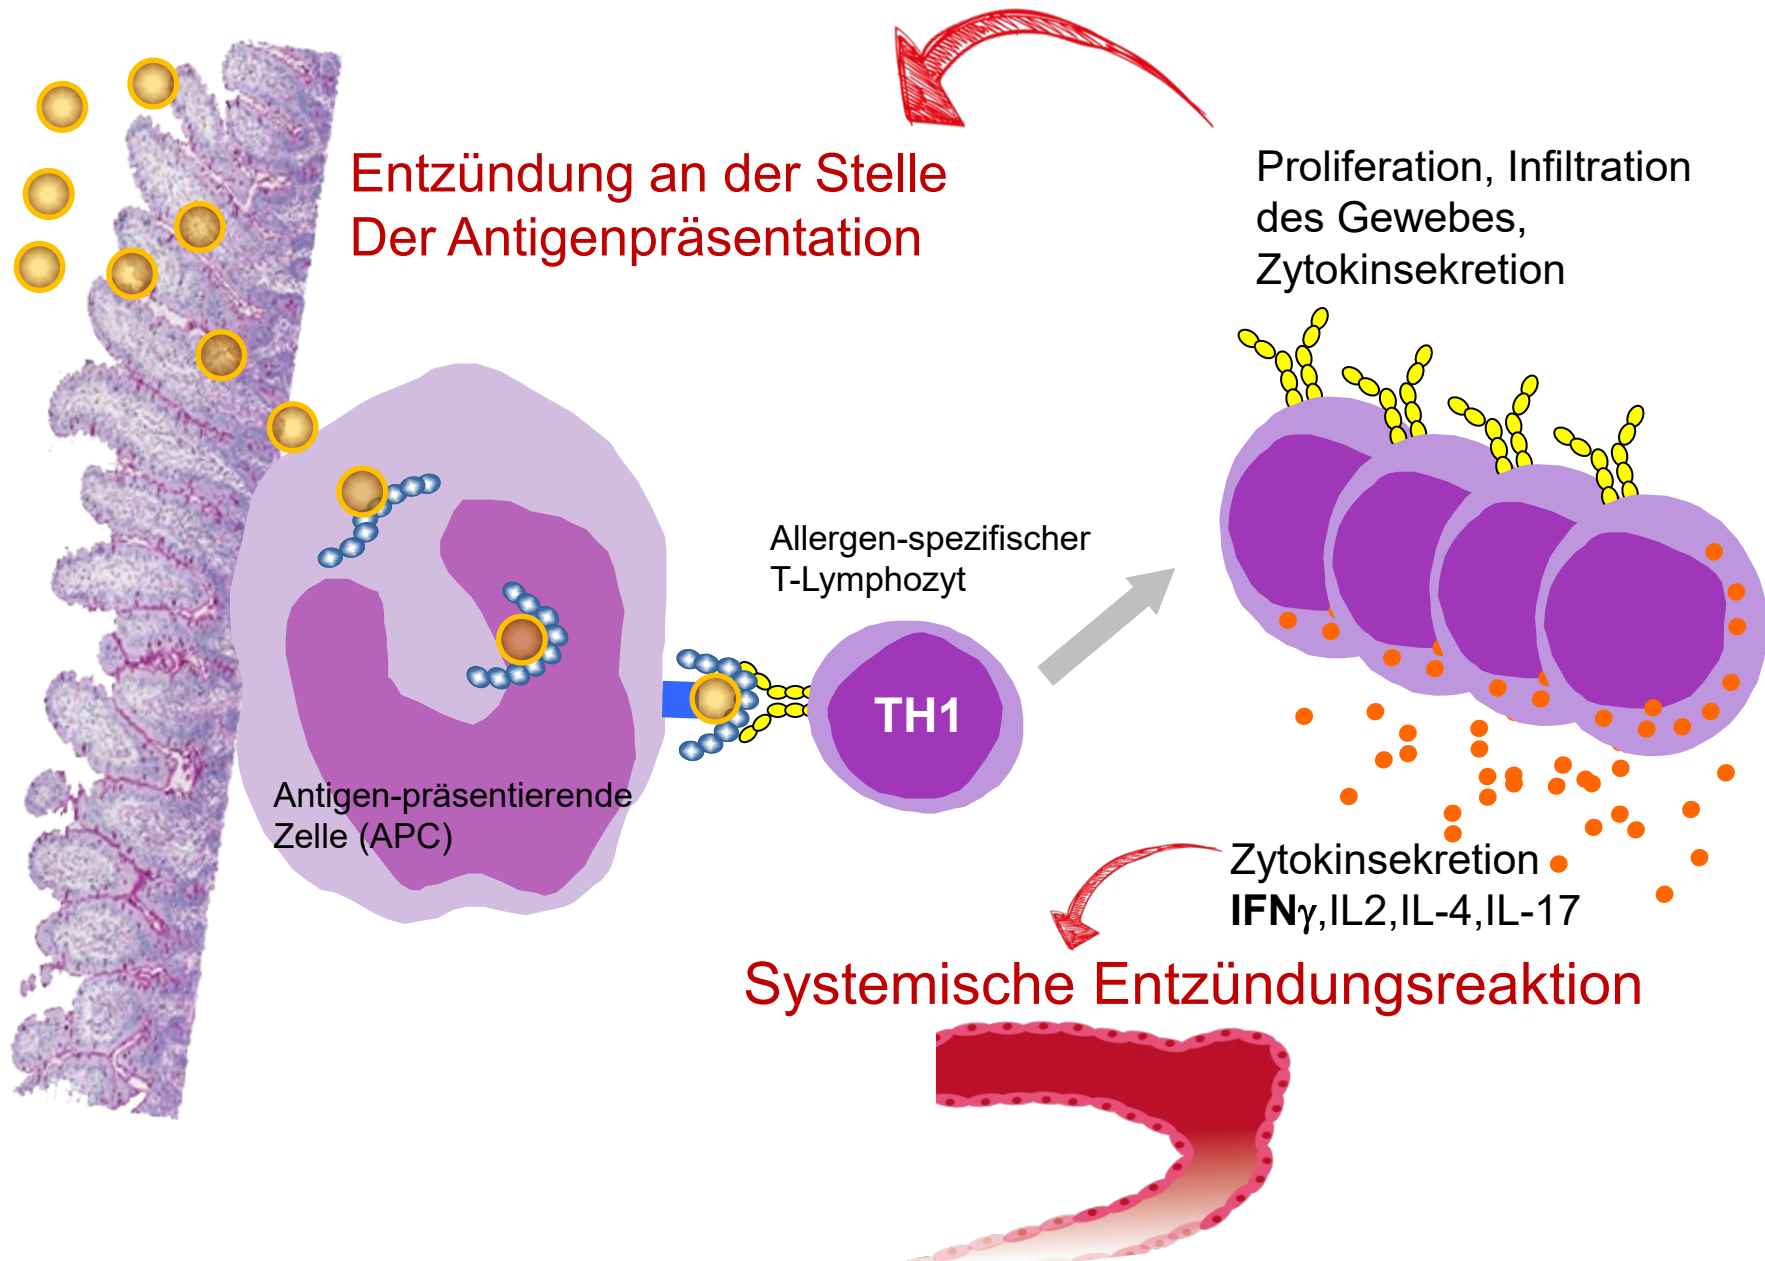 Entzündung an der Stelle
Der Antigenpräsentation
Proliferation, Infiltration
des Gewebes,
Zytokinsekretion
Allergen-spezifischer
T-Lymphozyt
TH1
Antigen-präsentierende
Zelle (APC)
Zytokinsekretion
IFNγ,IL2,IL-4,IL-17
Systemische Entzündungsreaktion